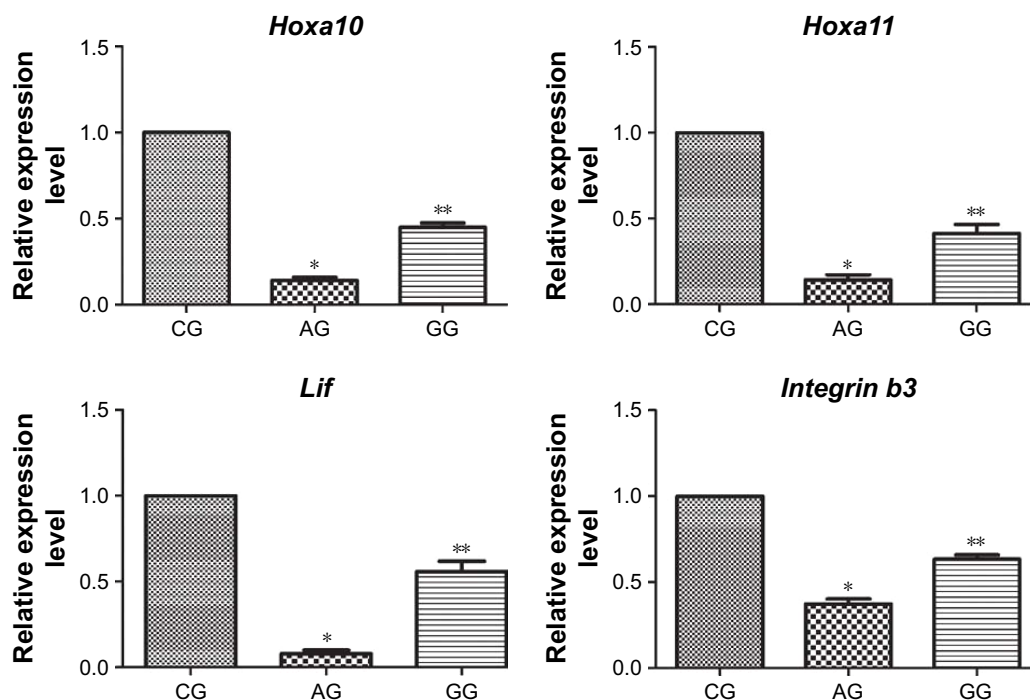 Hoxa10
Relative expression
level
1.5
1.0
0.5
0.0
*
**
CG AG GG
Hoxa11
Relative expression
level
1.5
1.0
0.5
0.0
*
**
CG AG GG
Lif
Relative expression
level
1.5
1.0
0.5
0.0
*
**
CG AG GG
Integrin b3
Relative expression
level
1.5
1.0
0.5
0.0
*
**
CG AG GG